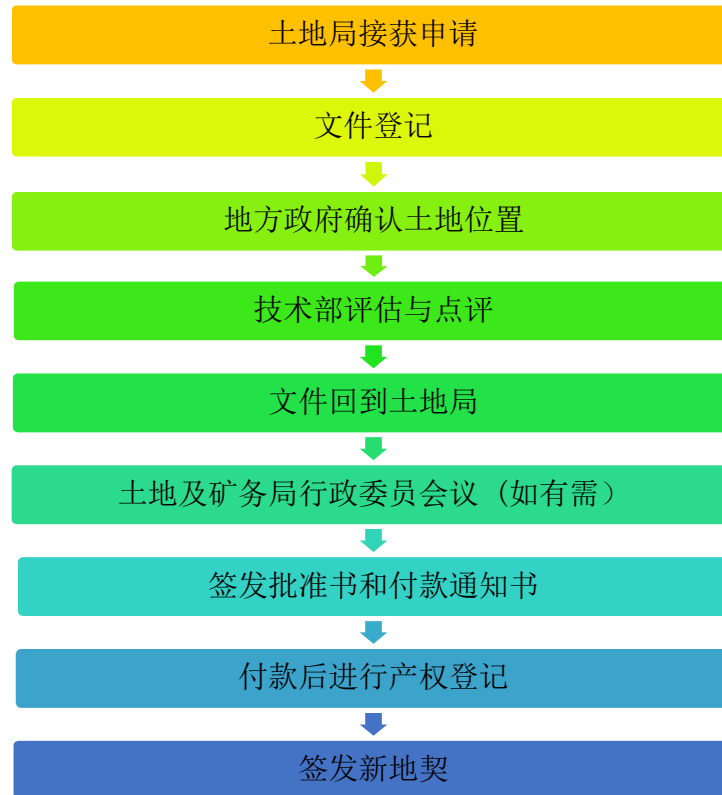 土地局接获申请
文件登记
地方政府确认土地位置
技术部评估与点评
文件回到土地局
土地及矿务局行政委员会议（如有需）
签发批准书和付款通知书
付款后进行产权登记
签发新地契